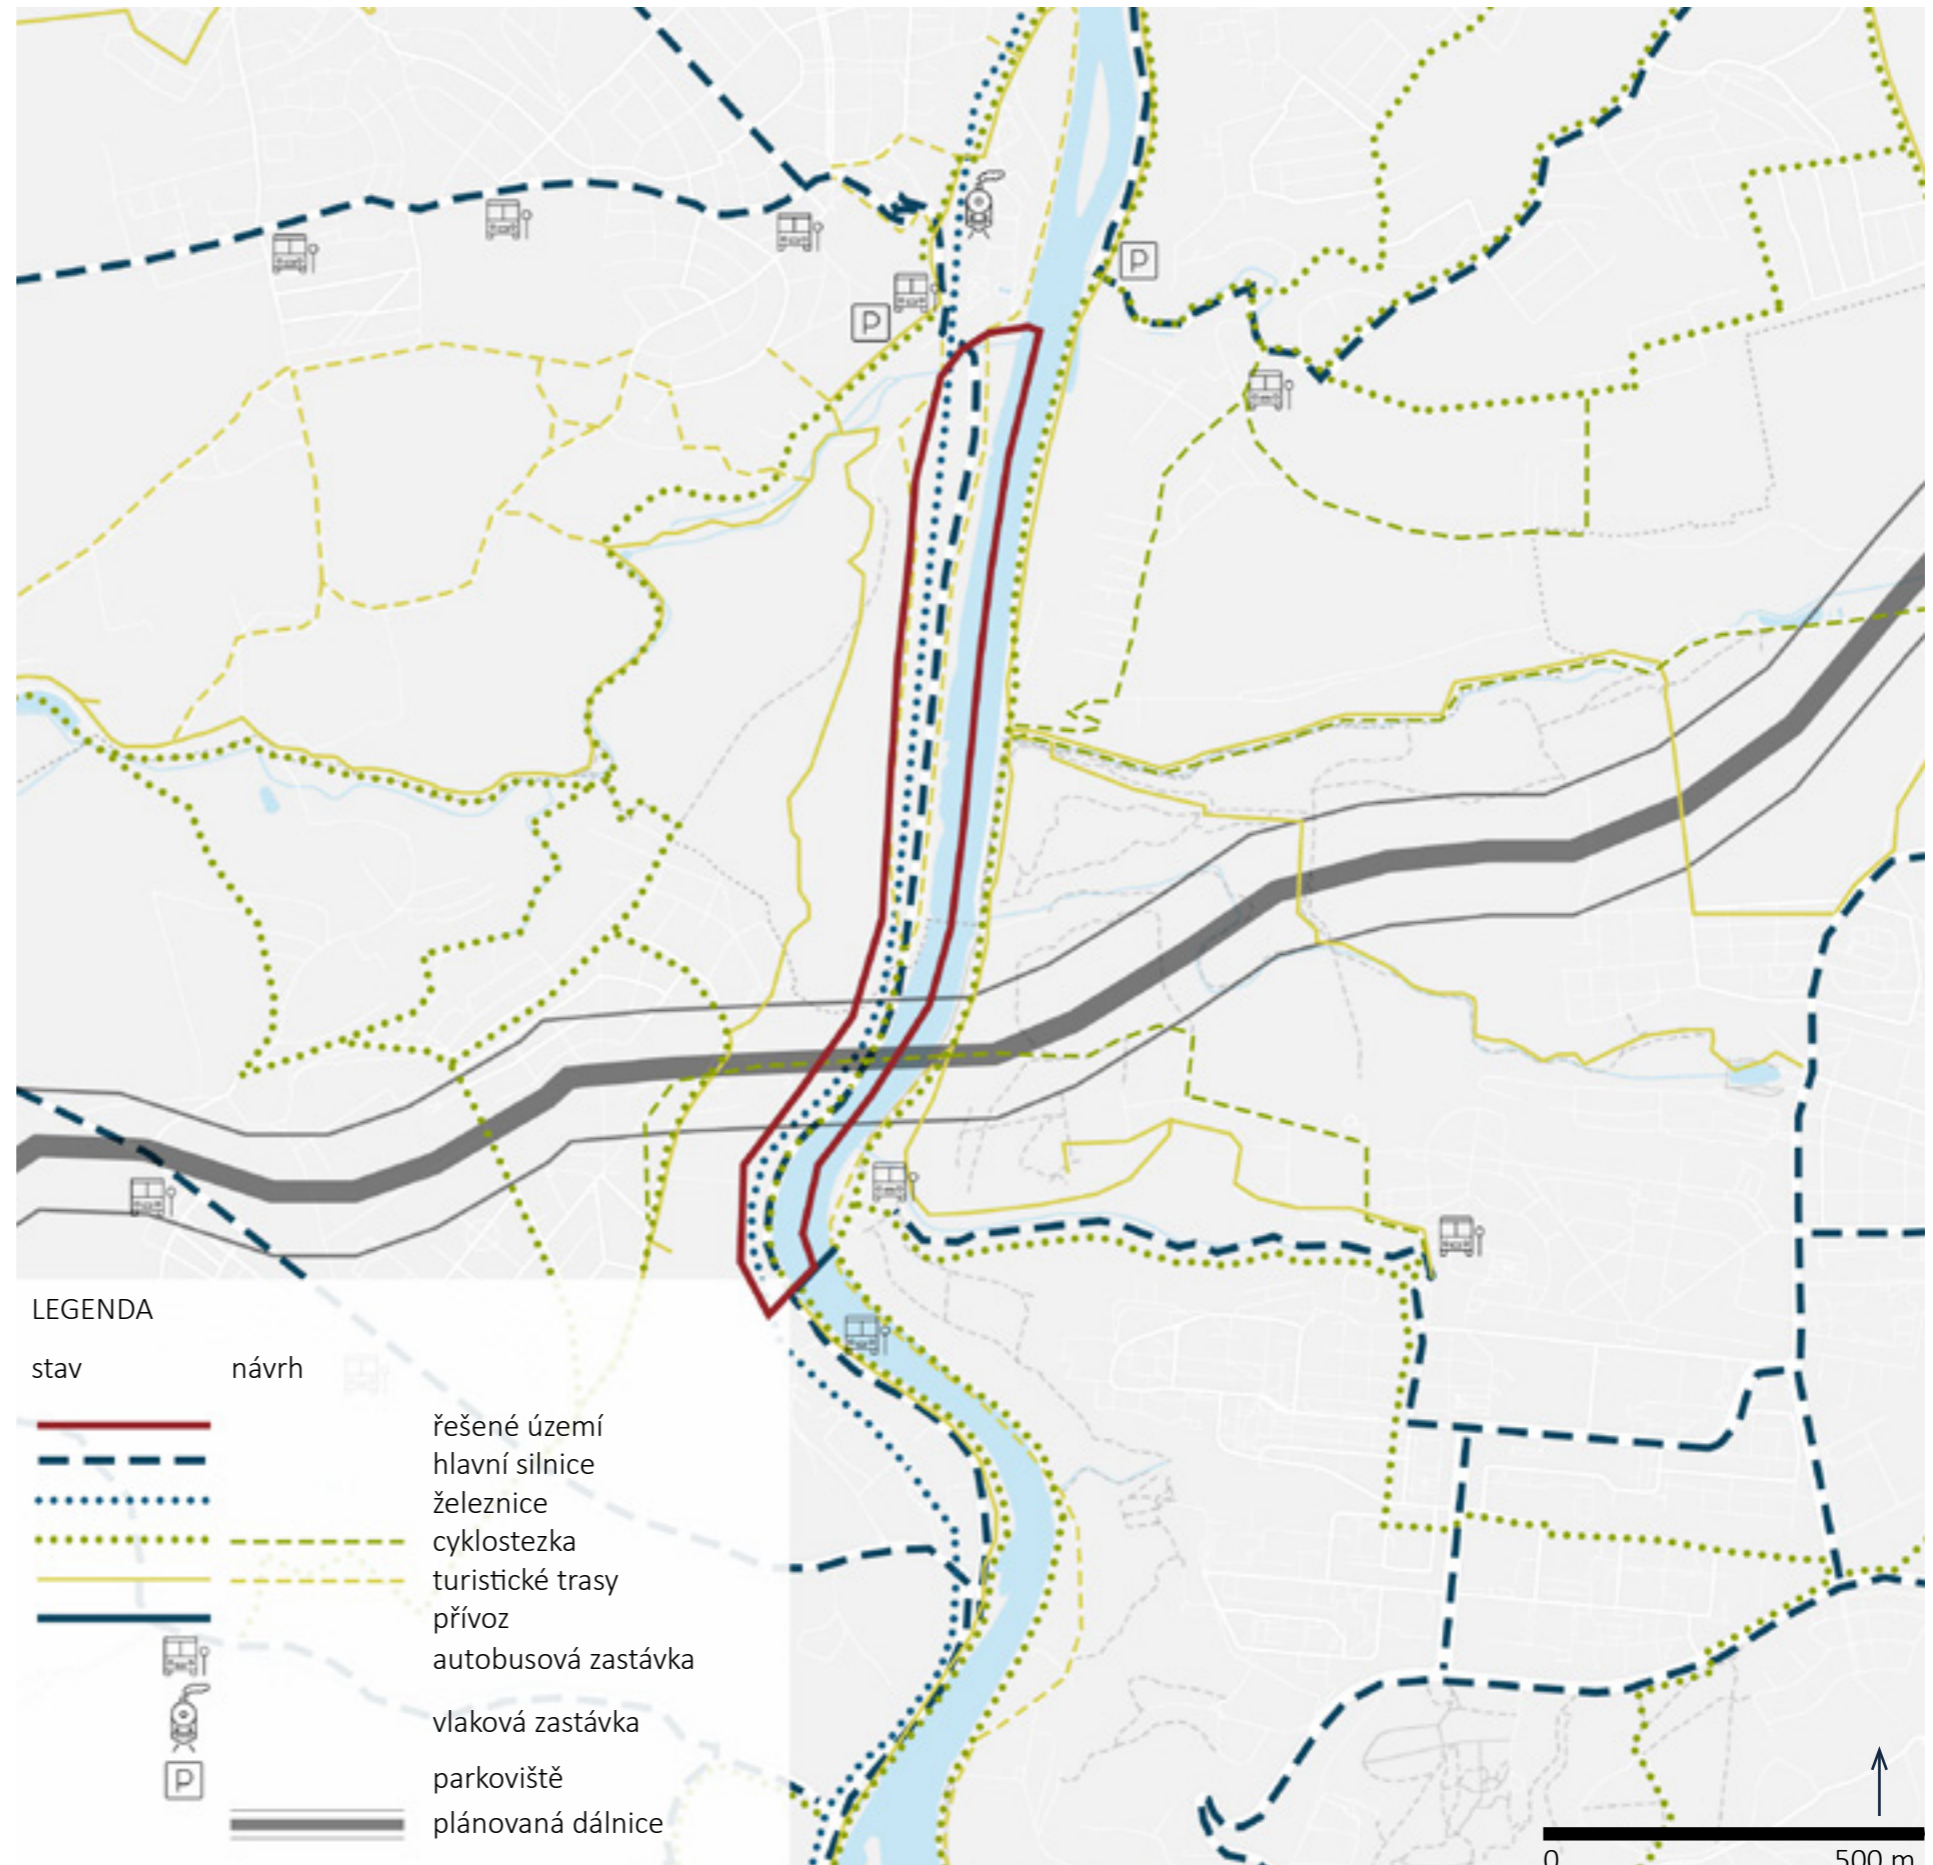 P
P
LEGENDA
stav návrh
řešené území
hlavní silnice
železnice
cyklostezka
turistické trasy
přívoz
autobusová zastávka
vlaková zastávka
P parkoviště
plánovaná dálnice
0 500 m